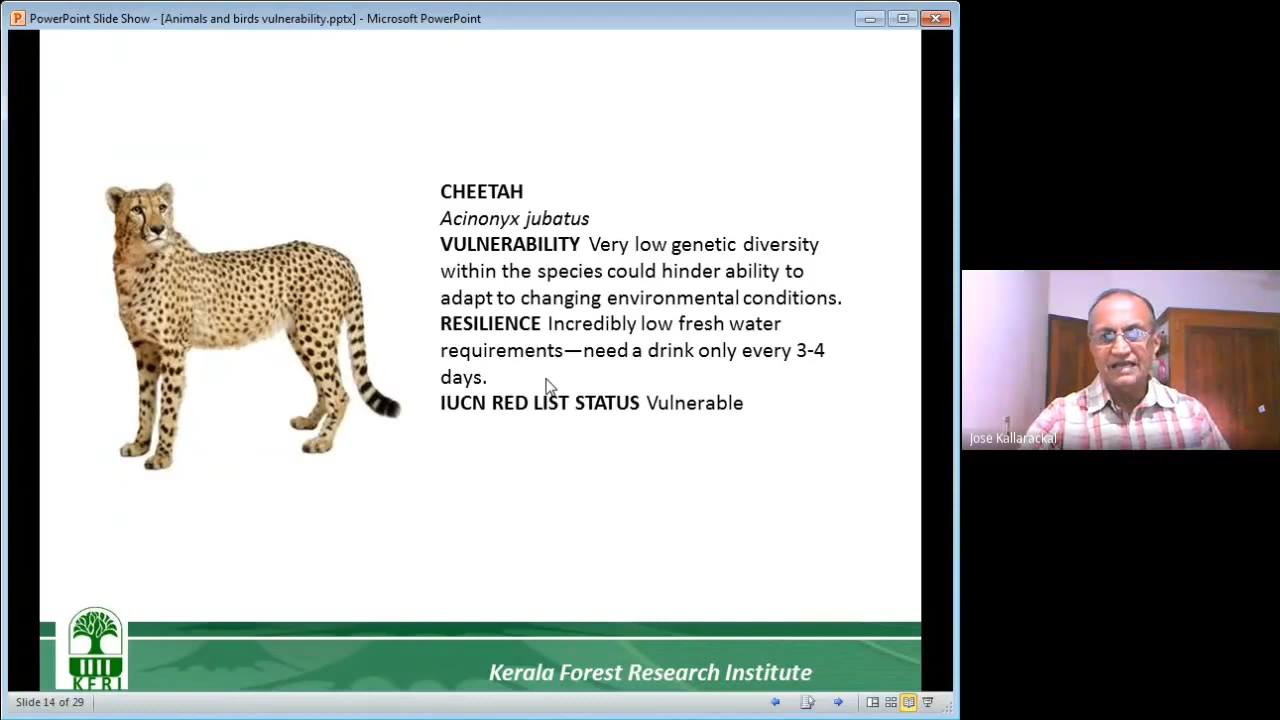 PowerPoint Slide Show - [Animals and birds vulnerability.pptx] - Microsoft PowerPoint
CHEETAH
Acinonyx jubatus
VULNERABILITY Very low genetic diversity
within the species could hinder ability to
adapt to changing environmental conditions.
RESILIENCE Incredibly low fresh water
requirements—need a drink only every 3-4
days.
IUCN RED LIST STATUS Vulnerable
Jose Kallarackal
KFRI
Kerala Forest Research Institute
Slide 14 of 29